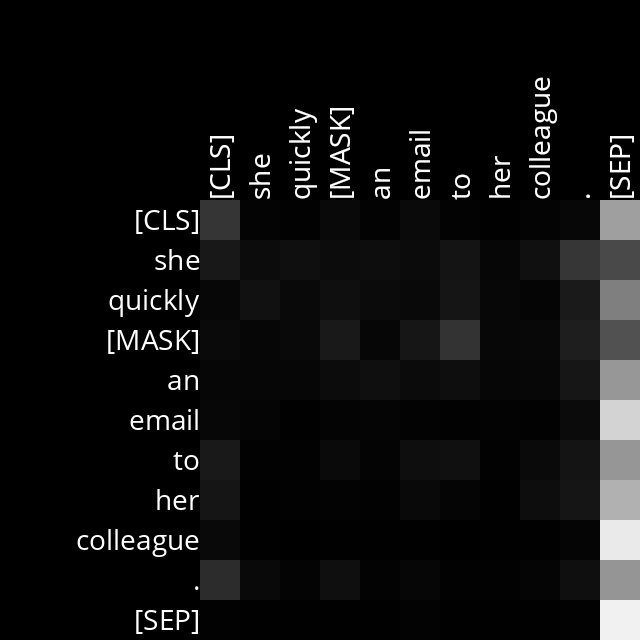 [CLS]
she
quickly
[MASK]
an
email
to
her
colleague
.
[SEP]
[CLS]
she
quickly
[MASK]
an
email
to
her
colleague
.
[SEP]